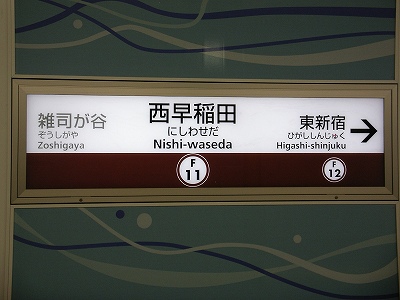 雑司が谷
ぞうしがや
Zoshigaya
西早稲田
にしわせだ
Nishi-waseda
F
11
東新宿
ひがししんじゅく
Higashi-shinjuku
F
12